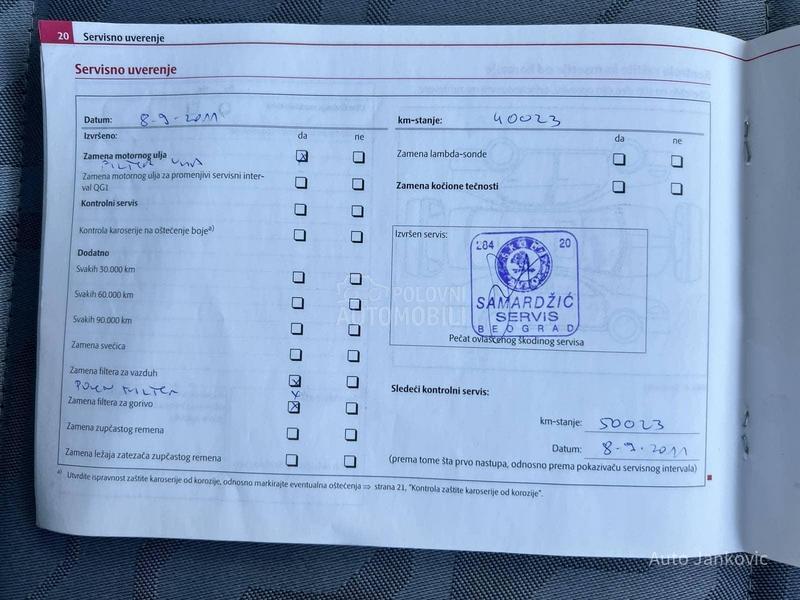 20 Servisno uverenje
Servisno uverenje
Datum: 8-9-2011
km-stanje: 40023
Izvršeno: da ne
da ne
Zamena motornog ulja
FILTER ULJA
Zamena motornog ulja za promenjivi servisni inter-
val QG1
Kontrolni servis
Kontrola karoserije na oštećenje boje a)
Dodatno
Svakih 30.000 km
Svakih 60.000 km
Svakih 90.000 km
Zamena svećica
Zamena filtera za vazduh
POLEN FILTER
Zamena filtera za gorivo
Zamena zupčastog remena
Zamena ležaja zatezača zupčastog remena
Zamena lambda-sonde
Zamena kočione tečnosti
Izvršen servis:
284 20
SAMARDŽIĆ
SERVIS
BEOGRAD
Pečat ovlašćenog škodinog servisa
Sledeći kontrolni servis:
km-stanje: 50023
Datum: 8-9-2011
(prema tome šta prvo nastupa, odnosno prema pokazivaču servisnog intervala)
a) Utvrdite ispravnost zaštite karoserije od korozije, odnosno markirajte eventualna oštećenja ⇒ strana 21, "Kontrola zaštite karoserije od korozije".
POLOVNI
AUTOMOBILI
Auto Janković